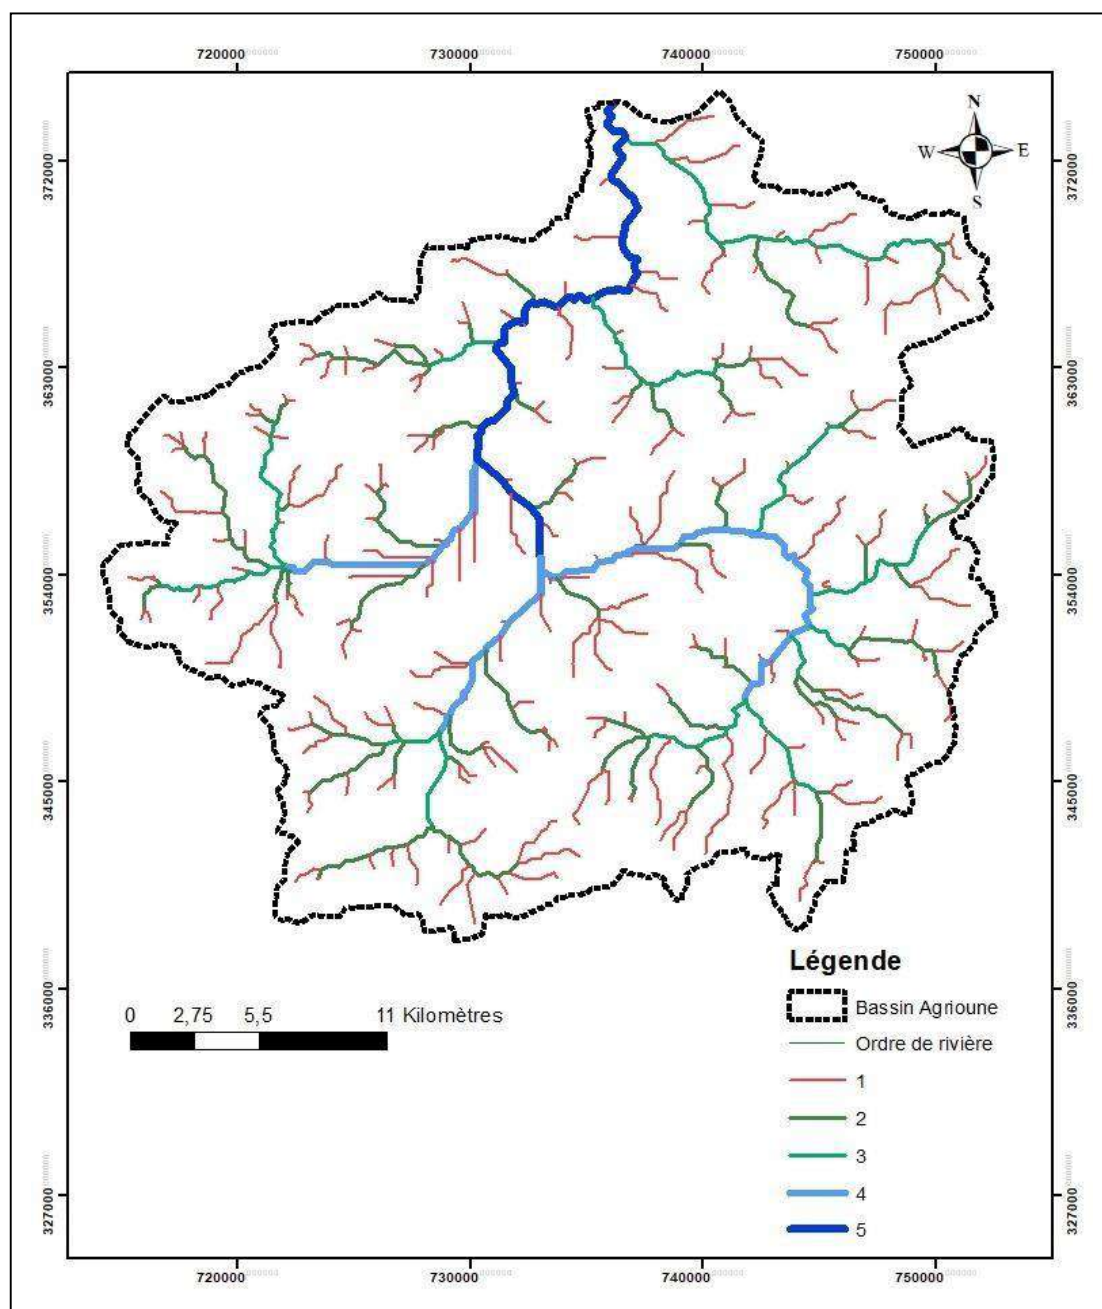 720000 730000 740000 750000
N
W E
S
372000 372000
363000 363000
354000 354000
345000 345000
336000 336000
327000 327000
Légende
Bassin Agrioune
Ordre de rivière
1
2
3
4
5
0 2,75 5,5 11 Kilomètres
720000 730000 740000 750000